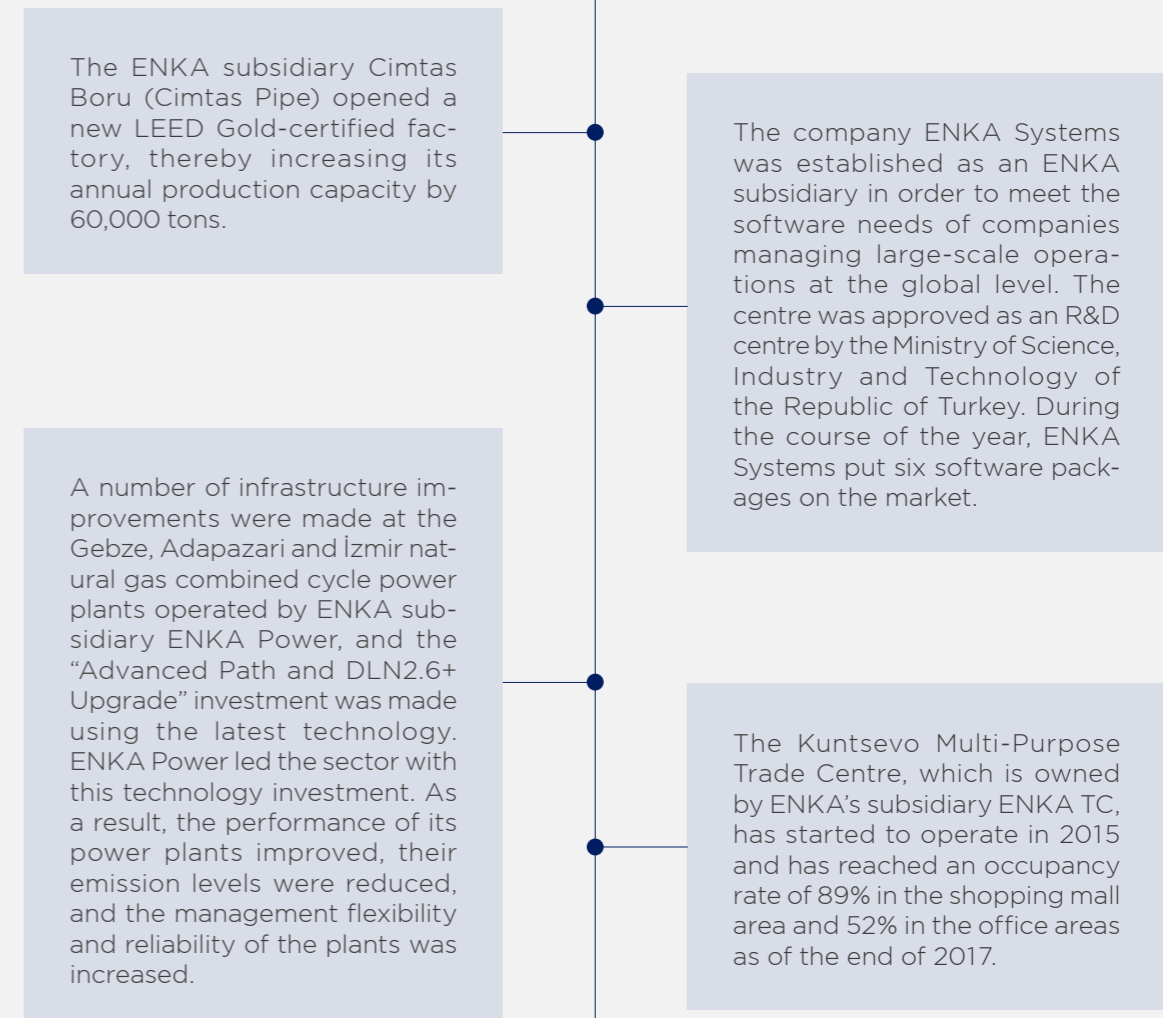 The ENKA subsidiary Cimtas
Boru (Cimtas Pipe) opened a
new LEED Gold-certified fac-
tory, thereby increasing its
annual production capacity by
60,000 tons.
The company ENKA Systems
was established as an ENKA
subsidiary in order to meet the
software needs of companies
managing large-scale opera-
tions at the global level. The
centre was approved as an R&D
centre by the Ministry of Science,
Industry and Technology of
the Republic of Turkey. During
the course of the year, ENKA
Systems put six software pack-
ages on the market.
A number of infrastructure im-
provements were made at the
Gebze, Adapazari and İzmir nat-
ural gas combined cycle power
plants operated by ENKA sub-
sidiary ENKA Power, and the
“Advanced Path and DLN2.6+
Upgrade” investment was made
using the latest technology.
ENKA Power led the sector with
this technology investment. As
a result, the performance of its
power plants improved, their
emission levels were reduced,
and the management flexibility
and reliability of the plants was
increased.
The Kuntsevo Multi-Purpose
Trade Centre, which is owned
by ENKA’s subsidiary ENKA TC,
has started to operate in 2015
and has reached an occupancy
rate of 89% in the shopping mall
area and 52% in the office areas
as of the end of 2017.